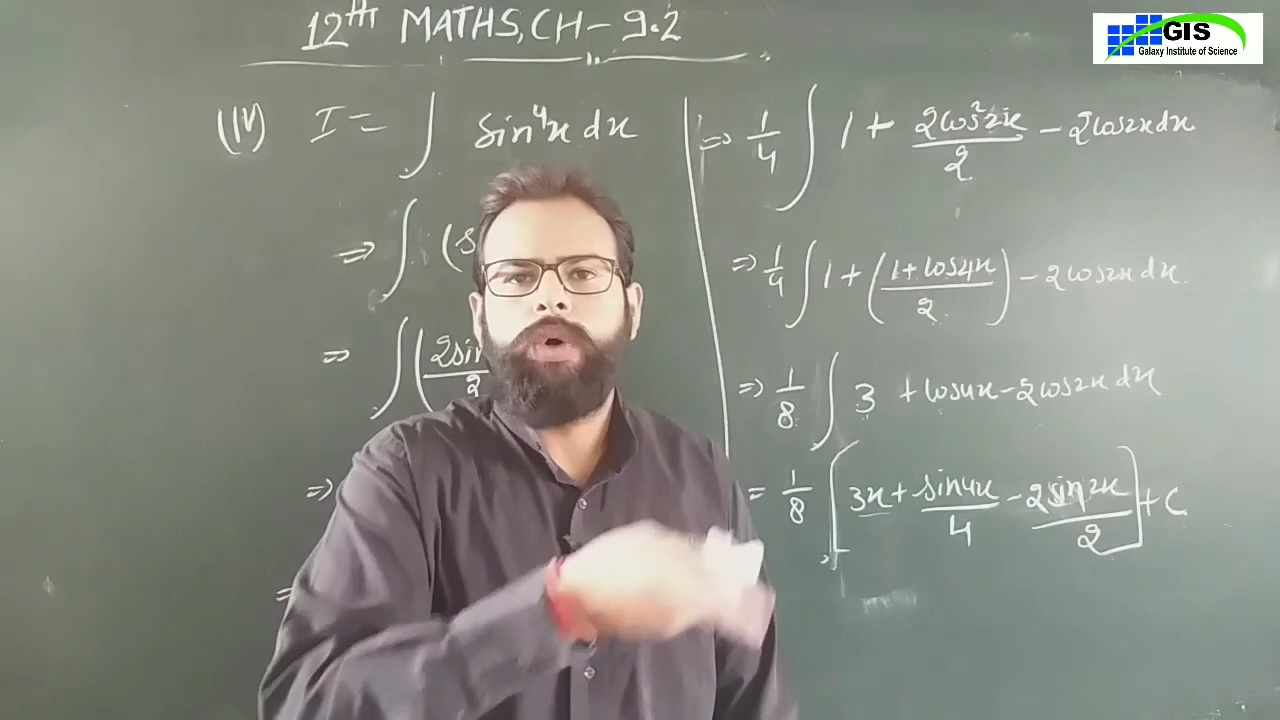 12th MATHS, CH - 9.2
GIS
Galaxy Institute of Science
(IV) I = ∫ sin⁴x dx
⇒ ∫ (s
⇒ ∫ (2sin/2
⇒
=
⇒ 1/4 ∫ 1 + 2cos²2x/2 - 2cos2x dx
⇒ 1/4 ∫ 1 + (1+cos4x/2) - 2cos2x dx.
⇒ 1/8 ∫ 3 + cos4x - 2cos2x dx
= 1/8 [3x + sin4x/4 - 2sin2x/2] + c